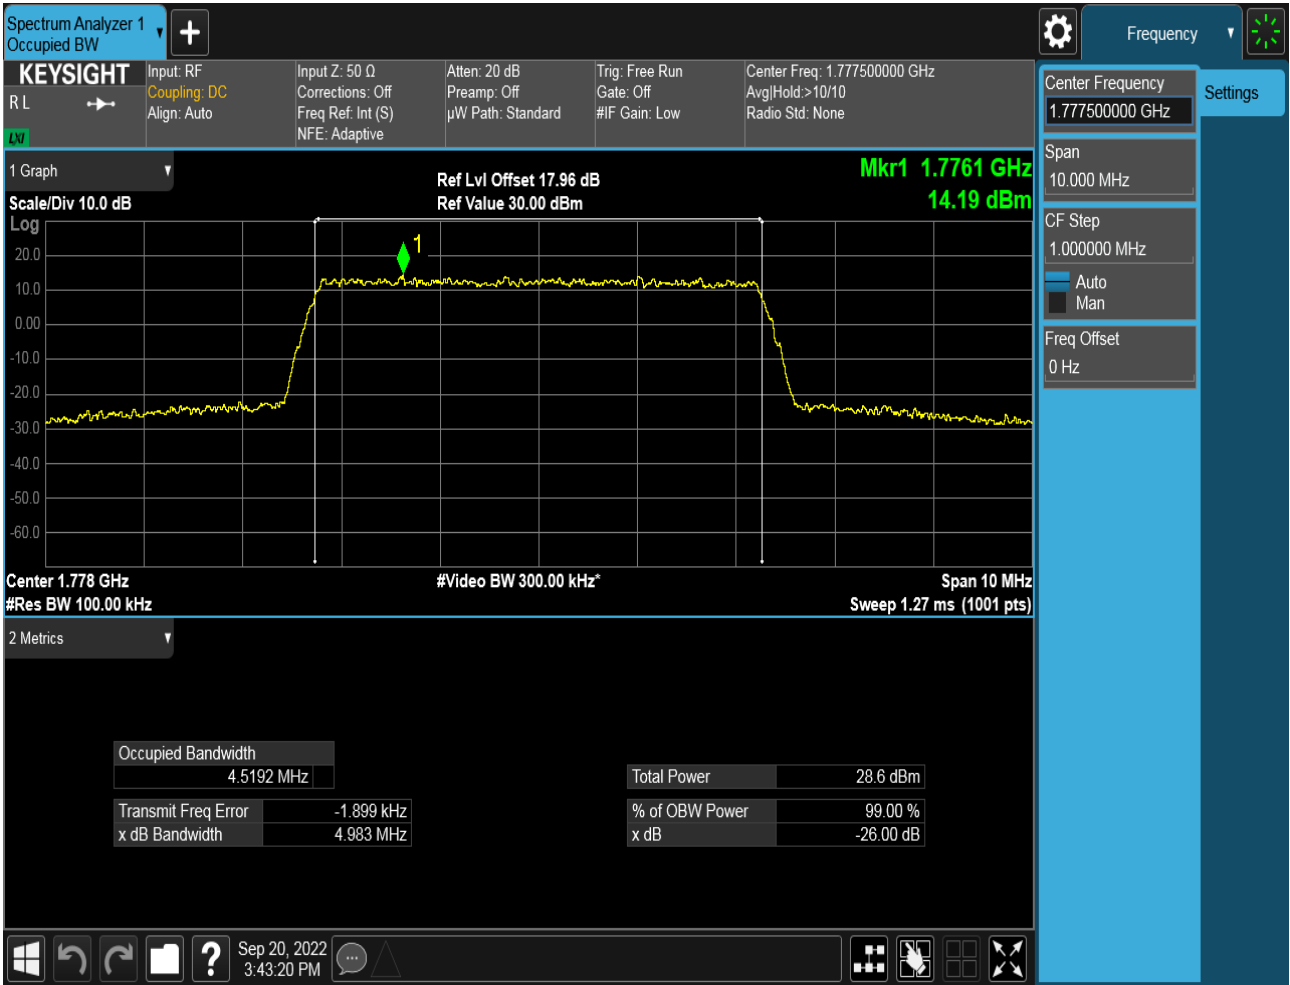 Spectrum Analyzer 1
Occupied BW
Frequency
KEYSIGHT
R L
LXI
Input: RF
Coupling: DC
Align: Auto
Input Z: 50 Ω
Corrections: Off
Freq Ref: Int (S)
NFE: Adaptive
Atten: 20 dB
Preamp: Off
µW Path: Standard
Trig: Free Run
Gate: Off
#IF Gain: Low
Center Freq: 1.777500000 GHz
Avg|Hold:>10/10
Radio Std: None
Center Frequency
1.777500000 GHz
Settings
Span
10.000 MHz
CF Step
1.000000 MHz
Auto
Man
Freq Offset
0 Hz
1 Graph
Scale/Div 10.0 dB
Ref Lvl Offset 17.96 dB
Ref Value 30.00 dBm
Mkr1 1.7761 GHz
14.19 dBm
Log
1
20.0
10.0
0.00
-10.0
-20.0
-30.0
-40.0
-50.0
-60.0
Center 1.778 GHz
#Res BW 100.00 kHz
#Video BW 300.00 kHz*
Span 10 MHz
Sweep 1.27 ms (1001 pts)
2 Metrics
Occupied Bandwidth
4.5192 MHz
Total Power 28.6 dBm
Transmit Freq Error -1.899 kHz
% of OBW Power 99.00 %
x dB Bandwidth 4.983 MHz
x dB -26.00 dB
?
Sep 20, 2022
3:43:20 PM